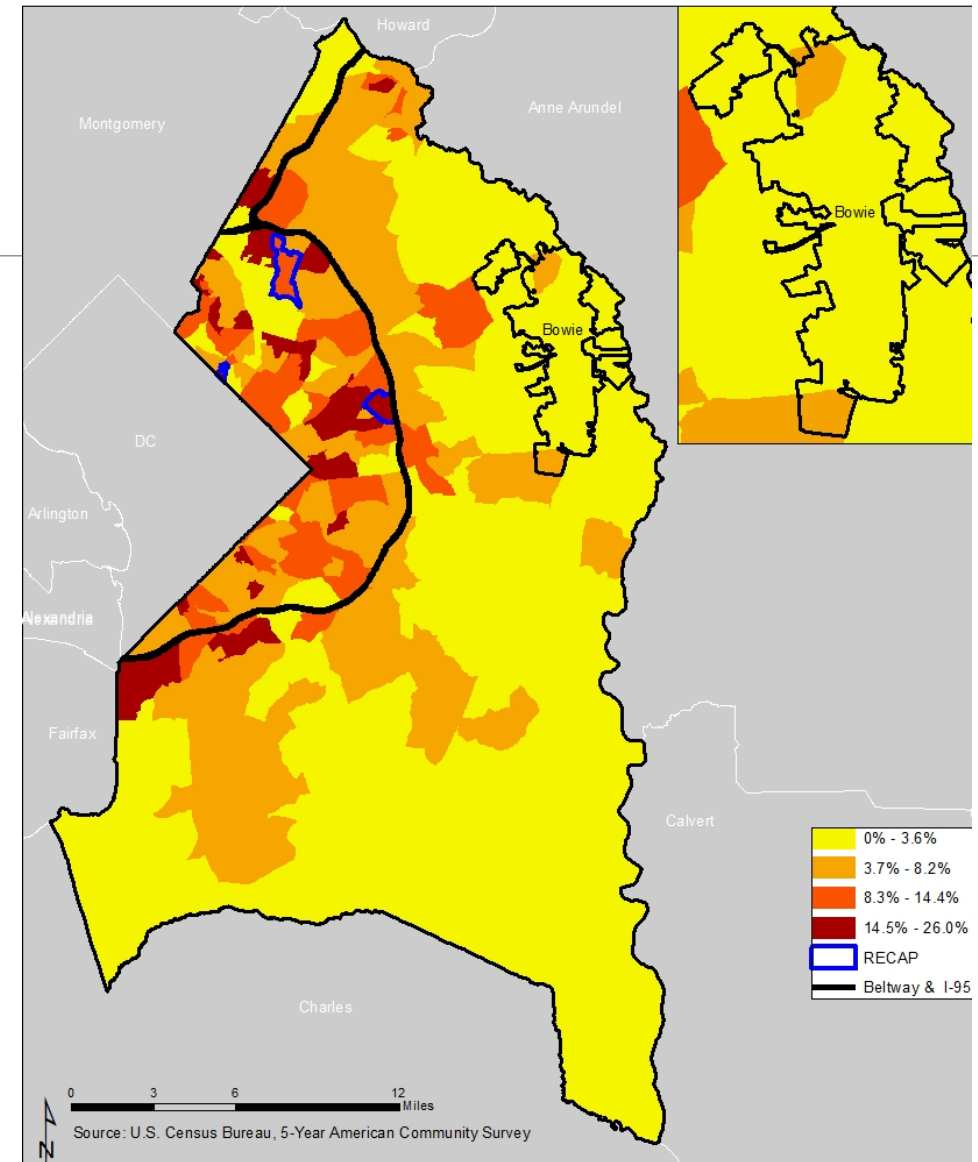 Howard
Anne Arundel
Montgomery
Bowie
Bowie
DC
Arlington
Alexandria
Alexandria
Fairfax
Calvert
0% - 3.6%
3.7% - 8.2%
8.3% - 14.4%
14.5% - 26.0%
RECAP
Beltway & I-95
Charles
0 3 6 12
Miles
N
Source: U.S. Census Bureau, 5-Year American Community Survey